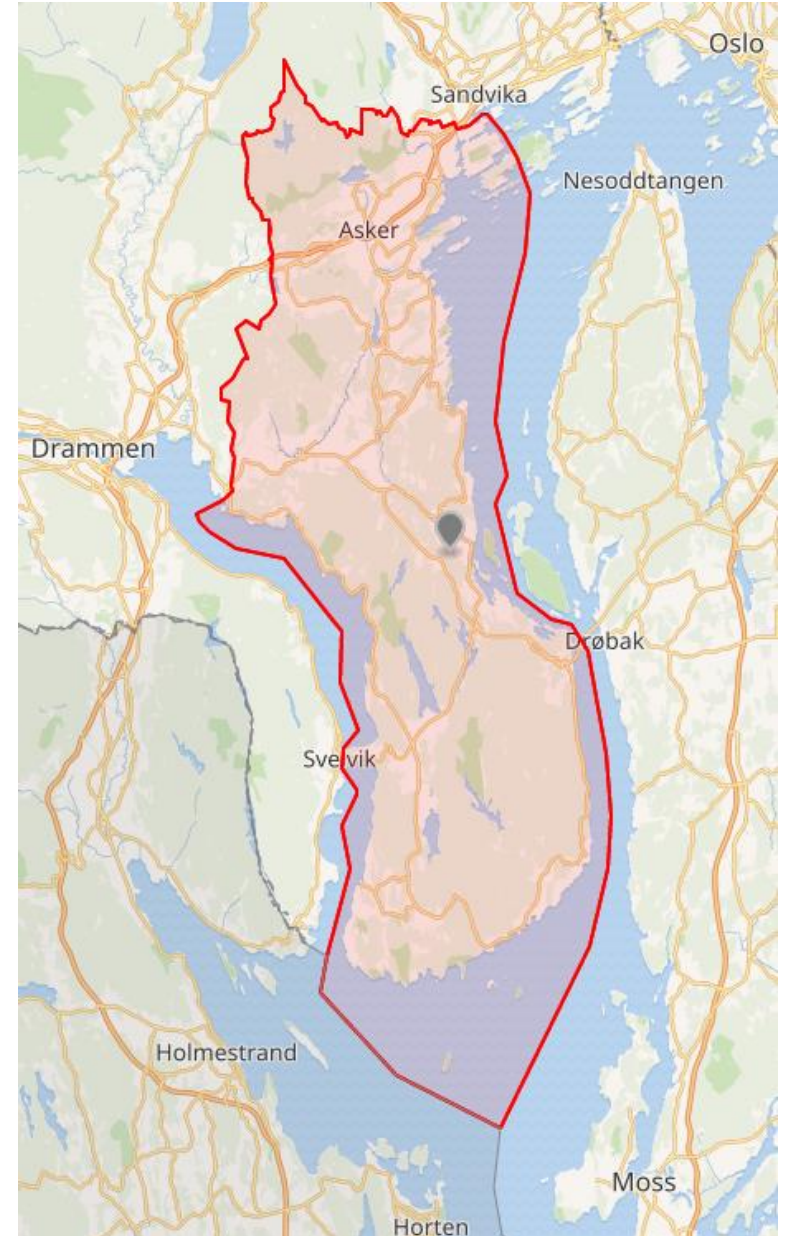 Oslo
Sandvika
Nesoddtangen
Asker
Drammen
Drøbak
Svelvik
Holmestrand
Moss
Horten